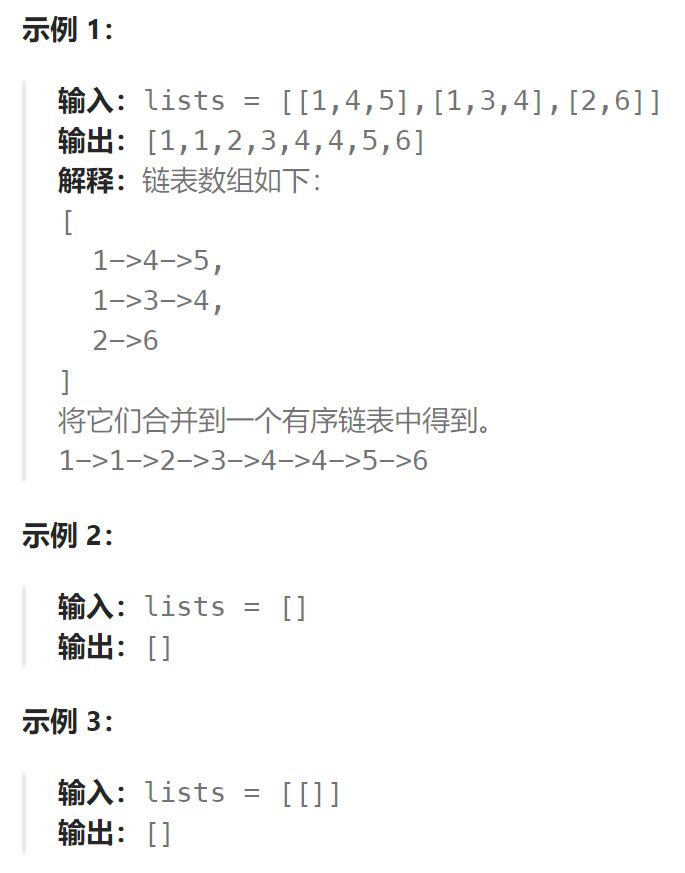 示例 1：
输入：lists = [[1,4,5],[1,3,4],[2,6]]
输出：[1,1,2,3,4,4,5,6]
解释：链表数组如下：
[
  1->4->5,
  1->3->4,
  2->6
]
将它们合并到一个有序链表中得到。
1->1->2->3->4->4->5->6
示例 2：
输入：lists = []
输出：[]
示例 3：
输入：lists = [[]]
输出：[]